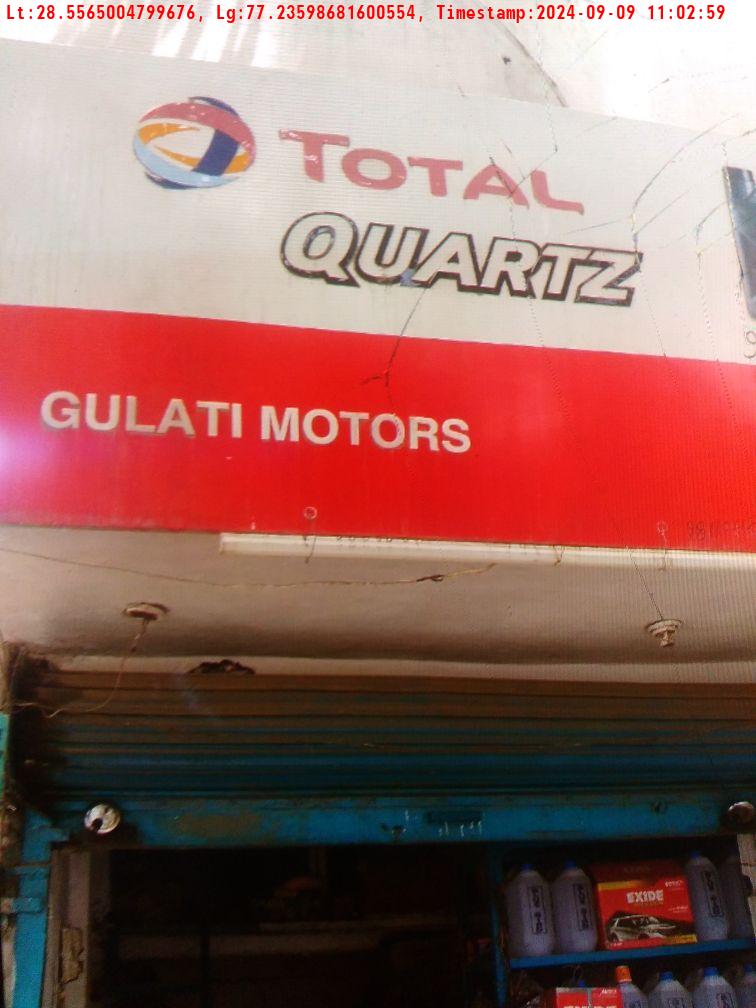 Lt:28.5565004799676, Lg:77.23598681600554, Timestamp:2024-09-09 11:02:59
TOTAL
QUARTZ
GULATI MOTORS
EXIDE